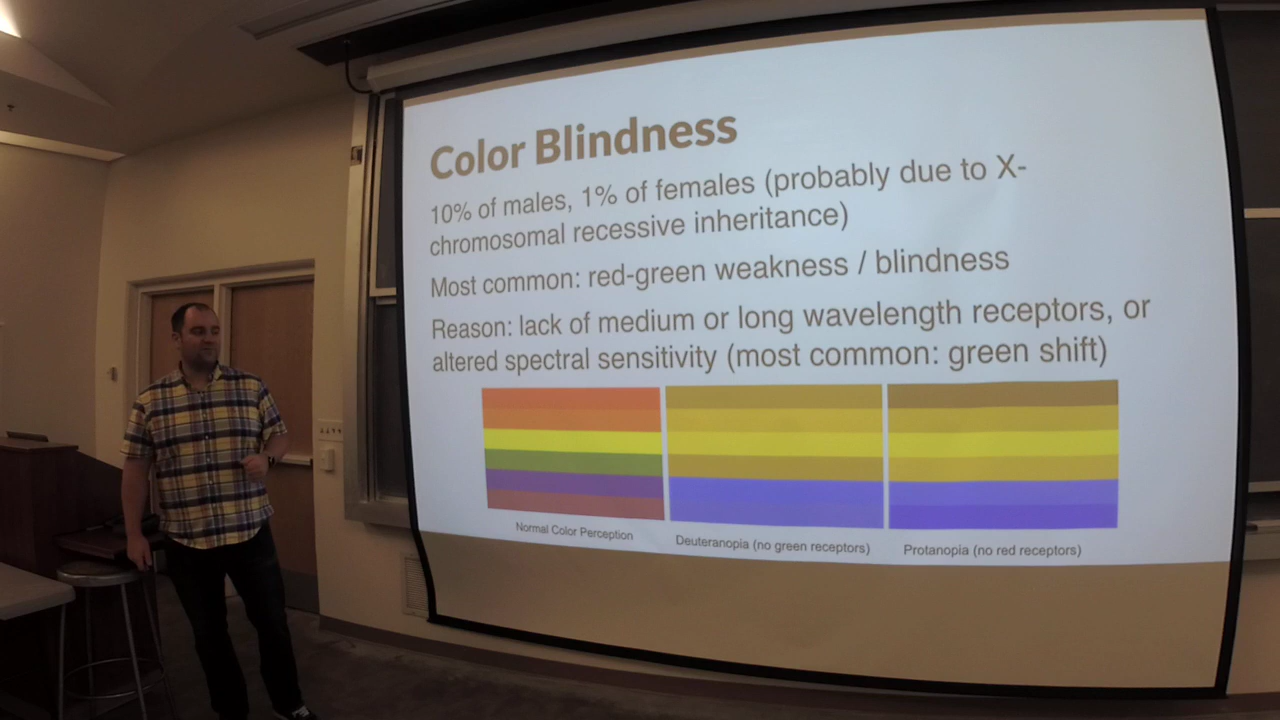 Color Blindness
10% of males, 1% of females (probably due to X-
chromosomal recessive inheritance)
Most common: red-green weakness / blindness
Reason: lack of medium or long wavelength receptors, or
altered spectral sensitivity (most common: green shift)
Normal Color Perception
Deuteranopia (no green receptors)
Protanopia (no red receptors)